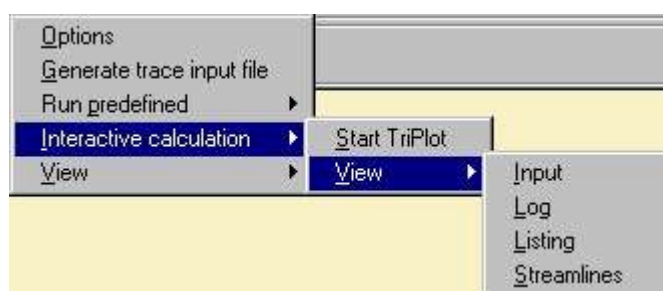 Options
Generate trace input file
Run predefined
Interactive calculation
View
Start TriPlot
View
Input
Log
Listing
Streamlines